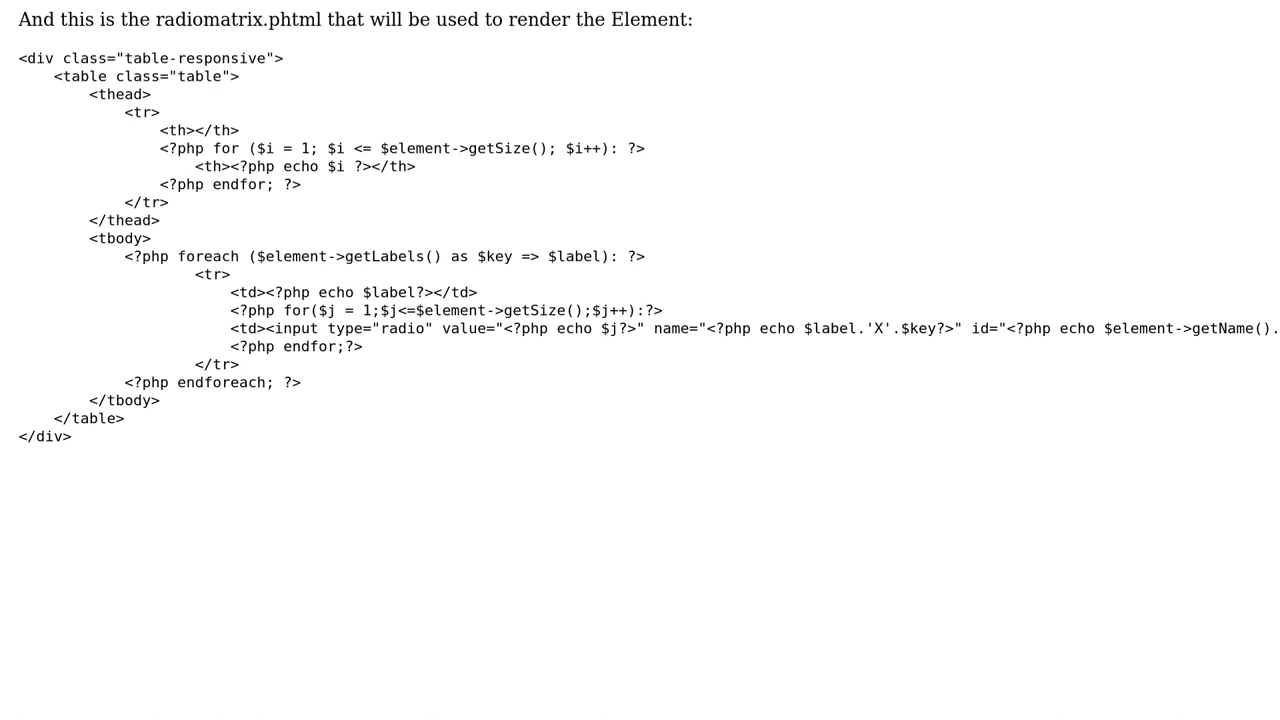 And this is the radiomatrix.phtml that will be used to render the Element:
<div class="table-responsive">
    <table class="table">
        <thead>
            <tr>
                <th></th>
                <?php for ($i = 1; $i <= $element->getSize(); $i++): ?>
                    <th><?php echo $i ?></th>
                <?php endfor; ?>
            </tr>
        </thead>
        <tbody>
            <?php foreach ($element->getLabels() as $key => $label): ?>
                    <tr>
                        <td><?php echo $label?></td>
                        <?php for($j = 1;$j<=$element->getSize();$j++):?>
                        <td><input type="radio" value="<?php echo $j?>" name="<?php echo $label.'X'.$key?>" id="<?php echo $element->getName().
                        <?php endfor;?>
                    </tr>
            <?php endforeach; ?>
        </tbody>
    </table>
</div>